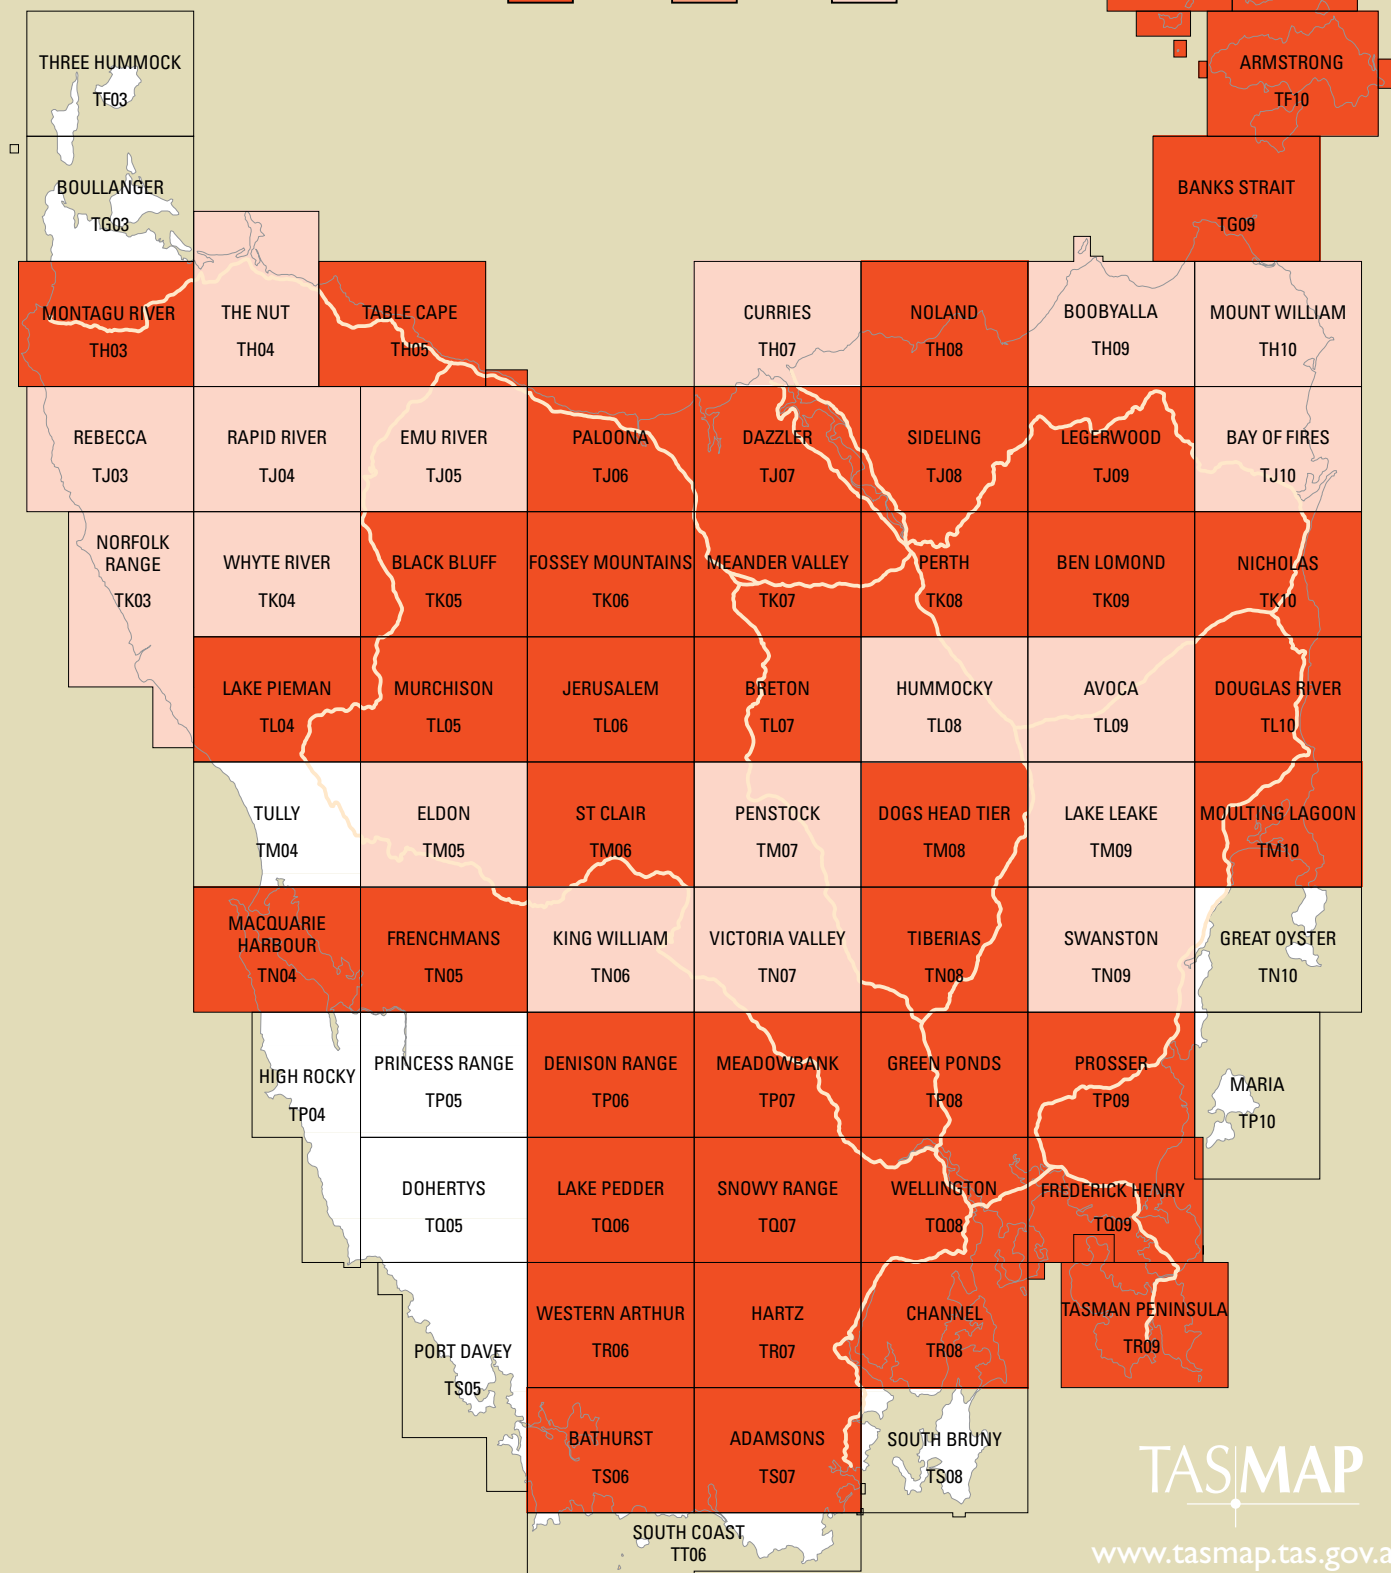 THREE HUMMOCK
TF03
ARMSTRONG
TF10
BOULLANGER
TG03
BANKS STRAIT
TG09
MONTAGU RIVER
TH03
THE NUT
TH04
TABLE CAPE
TH05
CURRIES
TH07
NOLAND
TH08
BOOBYALLA
TH09
MOUNT WILLIAM
TH10
REBECCA
TJ03
RAPID RIVER
TJ04
EMU RIVER
TJ05
PALOONA
TJ06
DAZZLER
TJ07
SIDELING
TJ08
LEGERWOOD
TJ09
BAY OF FIRES
TJ10
NORFOLK
RANGE
TK03
WHYTE RIVER
TK04
BLACK BLUFF
TK05
FOSSEY MOUNTAINS
TK06
MEANDER VALLEY
TK07
PERTH
TK08
BEN LOMOND
TK09
NICHOLAS
TK10
LAKE PIEMAN
TL04
MURCHISON
TL05
JERUSALEM
TL06
BRETON
TL07
HUMMOCKY
TL08
AVOCA
TL09
DOUGLAS RIVER
TL10
TULLY
TM04
ELDON
TM05
ST CLAIR
TM06
PENSTOCK
TM07
DOGS HEAD TIER
TM08
LAKE LEAKE
TM09
MOULTING LAGOON
TM10
MACQUARIE
HARBOUR
TN04
FRENCHMANS
TN05
KING WILLIAM
TN06
VICTORIA VALLEY
TN07
TIBERIAS
TN08
SWANSTON
TN09
GREAT OYSTER
TN10
HIGH ROCKY
TP04
PRINCESS RANGE
TP05
DENISON RANGE
TP06
MEADOWBANK
TP07
GREEN PONDS
TP08
PROSSER
TP09
MARIA
TP10
DOHERTYS
TQ05
LAKE PEDDER
TQ06
SNOWY RANGE
TQ07
WELLINGTON
TQ08
FREDERICK HENRY
TQ09
PORT DAVEY
TS05
WESTERN ARTHUR
TR06
HARTZ
TR07
CHANNEL
TR08
TASMAN PENINSULA
TR09
BATHURST
TS06
ADAMSONS
TS07
SOUTH BRUNY
TS08
SOUTH COAST
TT06
TASMAP
www.tasmap.tas.gov.a